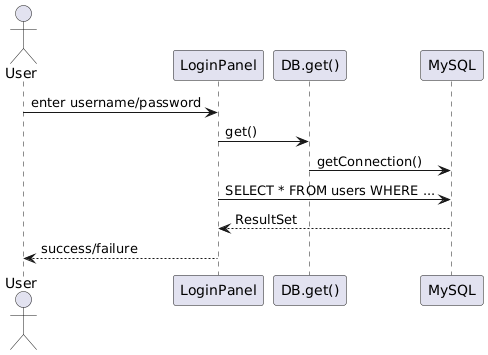 User
LoginPanel
DB.get()
MySQL
enter username/password
get()
getConnection()
SELECT * FROM users WHERE ...
ResultSet
success/failure
User
LoginPanel
DB.get()
MySQL